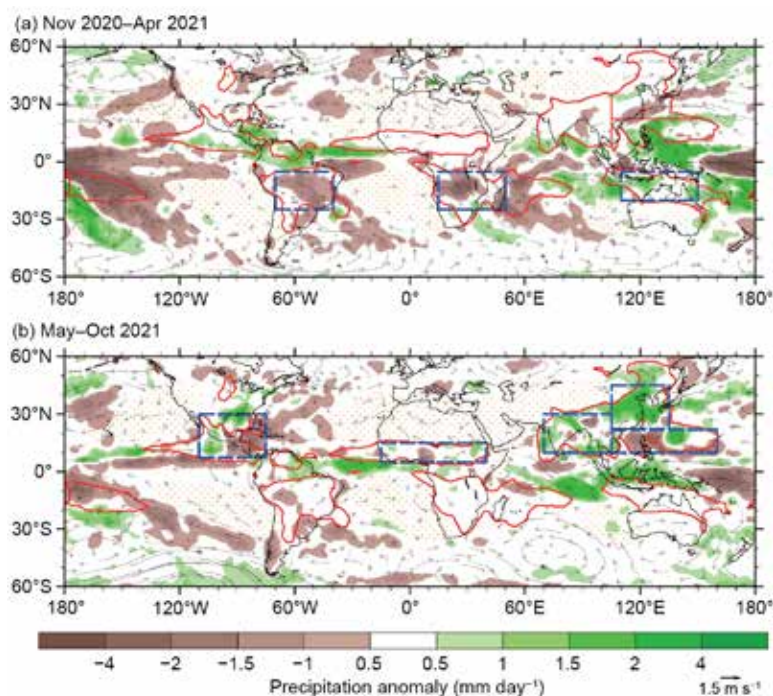 (a) Nov 2020–Apr 2021
60°N
30°N
0°
30°S
60°S
180° 120°W 60°W 0° 60°E 120°E 180°
(b) May–Oct 2021
60°N
30°N
0°
30°S
60°S
180° 120°W 60°W 0° 60°E 120°E 180°
−4 −2 −1.5 −1 0.5 0.5 1 1.5 2 4
Precipitation anomaly (mm day⁻¹) 1.5 m s⁻¹